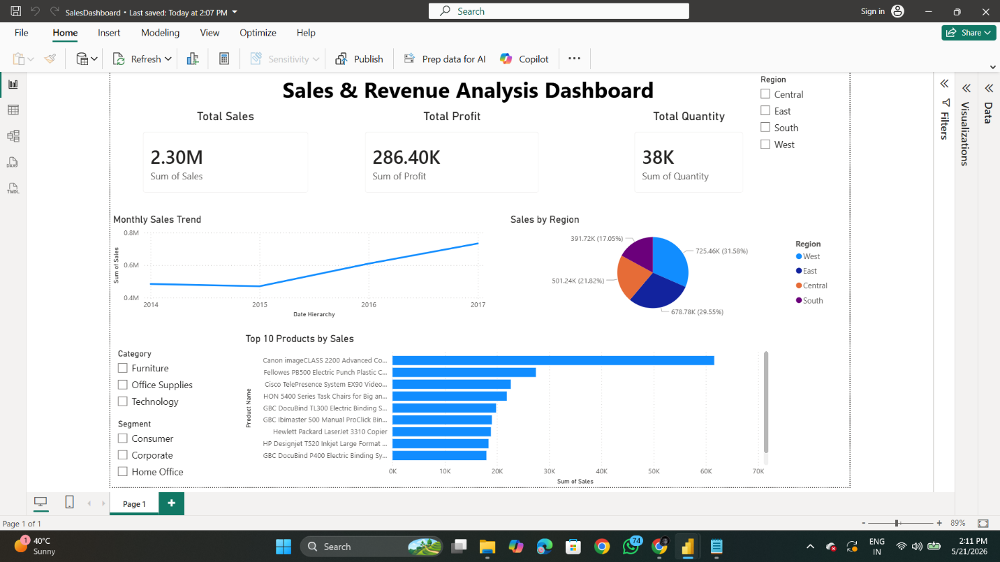 SalesDashboard • Last saved: Today at 2:07 PM
Search
Sign in
File Home Insert Modeling View Optimize Help
Share
Refresh
Sensitivity
Publish
Prep data for AI
Copilot
Sales & Revenue Analysis Dashboard
Total Sales
Total Profit
Total Quantity
2.30M
Sum of Sales
286.40K
Sum of Profit
38K
Sum of Quantity
Region
Central
East
South
West
Filters
Visualizations
Data
DAX
TMDL
Monthly Sales Trend
Sum of Sales
0.8M
0.6M
0.4M
2014 2015 2016 2017
Date Hierarchy
Sales by Region
391.72K (17.05%)
725.46K (31.58%)
501.24K (21.82%)
678.78K (29.55%)
Region
West
East
Central
South
Category
Furniture
Office Supplies
Technology
Segment
Consumer
Corporate
Home Office
Top 10 Products by Sales
Product Name
Canon imageCLASS 2200 Advanced Co...
Fellowes PB500 Electric Punch Plastic C...
Cisco TelePresence System EX90 Video...
HON 5400 Series Task Chairs for Big an...
GBC DocuBind TL300 Electric Binding S...
GBC Ibimaster 500 Manual ProClick Bin...
Hewlett Packard LaserJet 3310 Copier
HP Designjet T520 Inkjet Large Format ...
GBC DocuBind P400 Electric Binding Sy...
0K 10K 20K 30K 40K 50K 60K 70K
Sum of Sales
Page 1
Page 1 of 1
- + 89%
1
40°C
Sunny
Search
74
ENG
IN
2:11 PM
5/21/2026